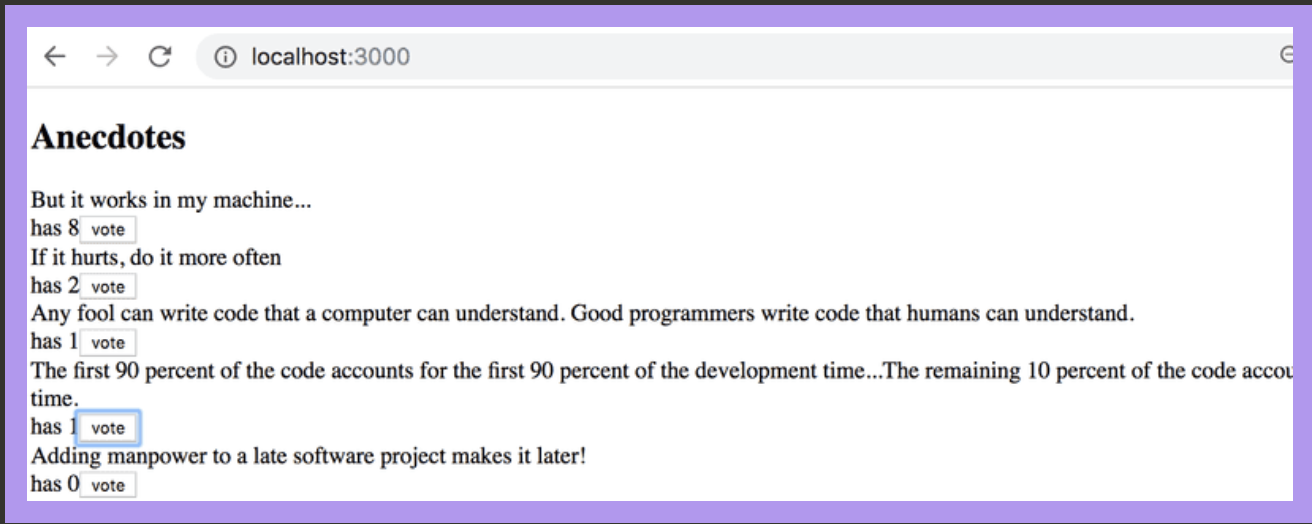 localhost:3000
Anecdotes
But it works in my machine...
has 8 vote
If it hurts, do it more often
has 2 vote
Any fool can write code that a computer can understand. Good programmers write code that humans can understand.
has 1 vote
The first 90 percent of the code accounts for the first 90 percent of the development time...The remaining 10 percent of the code
time.
has 1 vote
Adding manpower to a late software project makes it later!
has 0 vote